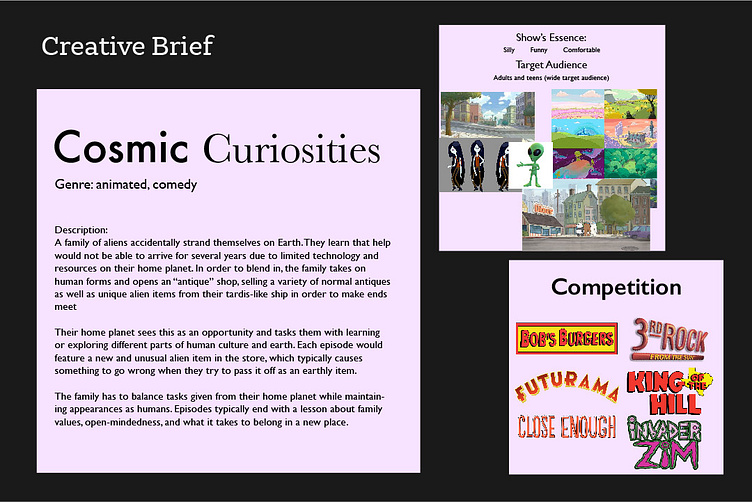 Creative Brief
Cosmic Curiosities
Genre: animated, comedy
Description:
A family of aliens accidentally strand themselves on Earth. They learn that help
would not be able to arrive for several years due to limited technology and
resources on their home planet. In order to blend in, the family takes on
human forms and opens an "antique" shop, selling a variety of normal antiques
as well as unique alien items from their tardis-like ship in order to make ends
meet
Their home planet sees this as an opportunity and tasks them with learning
or exploring different parts of human culture and earth. Each episode would
feature a new and unusual alien item in the store, which typically causes
something to go wrong when they try to pass it off as an earthly item.
The family has to balance tasks given from their home planet while maintain-
ing appearances as humans. Episodes typically end with a lesson about family
values, open-mindedness, and what it takes to belong in a new place.
Show's Essence:
Silly Funny Comfortable
Target Audience
Adults and teens (wide target audience)
Diner
Competition
BOB'S BURGERS
3RD ROCK
FROM THE SUN
FUTURAMA
KING OF THE
HILL
CLOSE ENOUGH
INVADER
ZIM